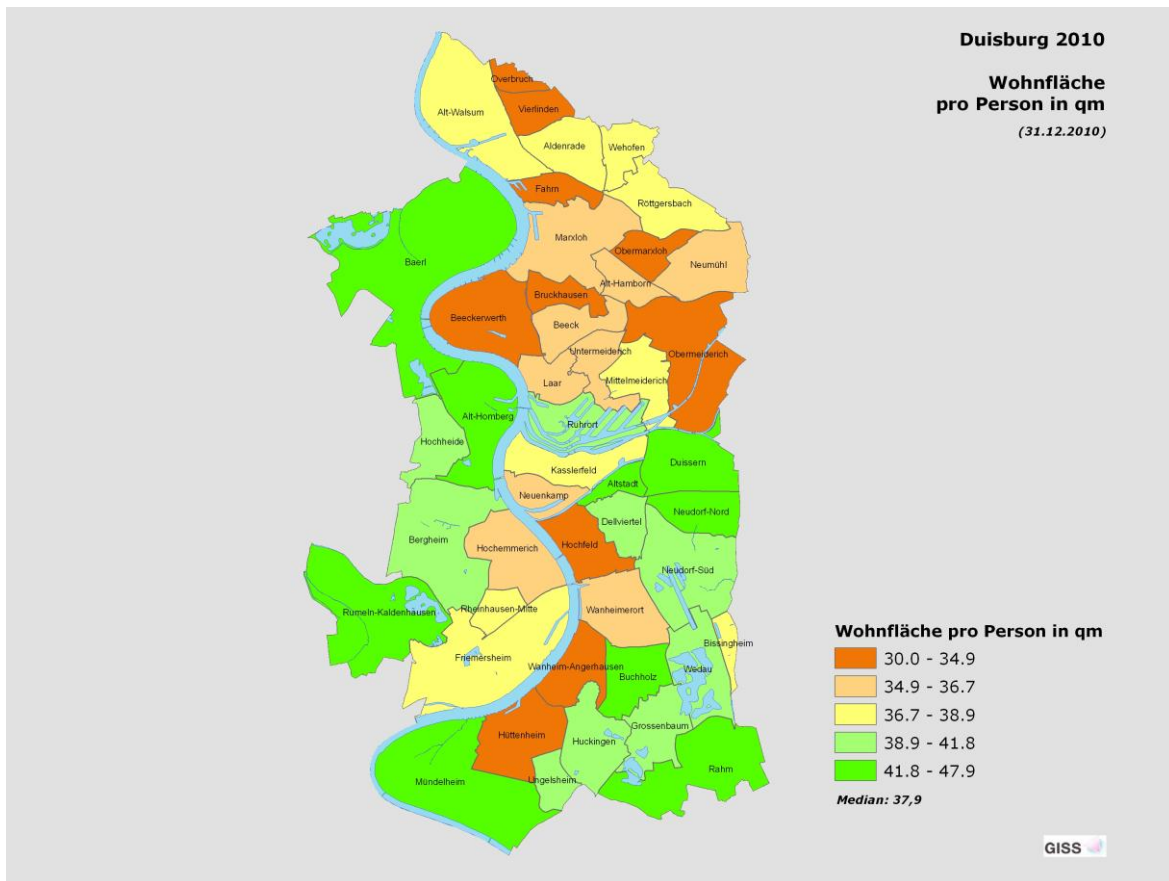 Duisburg 2010
Wohnfläche
pro Person in qm
(31.12.2010)
Overbruch
Vierlinden
Alt-Walsum
Aldenrade
Wehofen
Fahrn
Röttgersbach
Marxloh
Obermarxloh
Neumühl
Baerl
Alt-Hamborn
Bruckhausen
Beeckerwerth
Beeck
Untermeiderich
Obermeiderich
Mittelmeiderich
Laar
Alt-Homberg
Ruhrort
Hochheide
Kasslerfeld
Duissern
Altstadt
Neuenkamp
Neudorf-Nord
Dellviertel
Bergheim
Hochemmerich
Hochfeld
Neudorf-Süd
Rumeln-Kaldenhausen
Rheinhausen-Mitte
Wanheimerort
Bissingheim
Friemersheim
Wanheim-Angerhausen
Wedau
Buchholz
Grossenbaum
Hüttenheim
Huckingen
Rahm
Mündelheim
Ungelsheim
Wohnfläche pro Person in qm
30.0 - 34.9
34.9 - 36.7
36.7 - 38.9
38.9 - 41.8
41.8 - 47.9
Median: 37,9
GISS